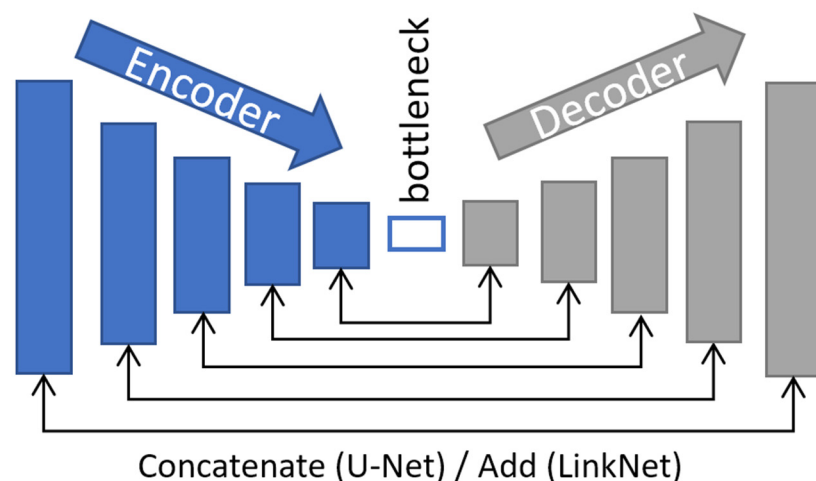 Encoder
bottleneck
Decoder
Concatenate (U-Net) / Add (LinkNet)